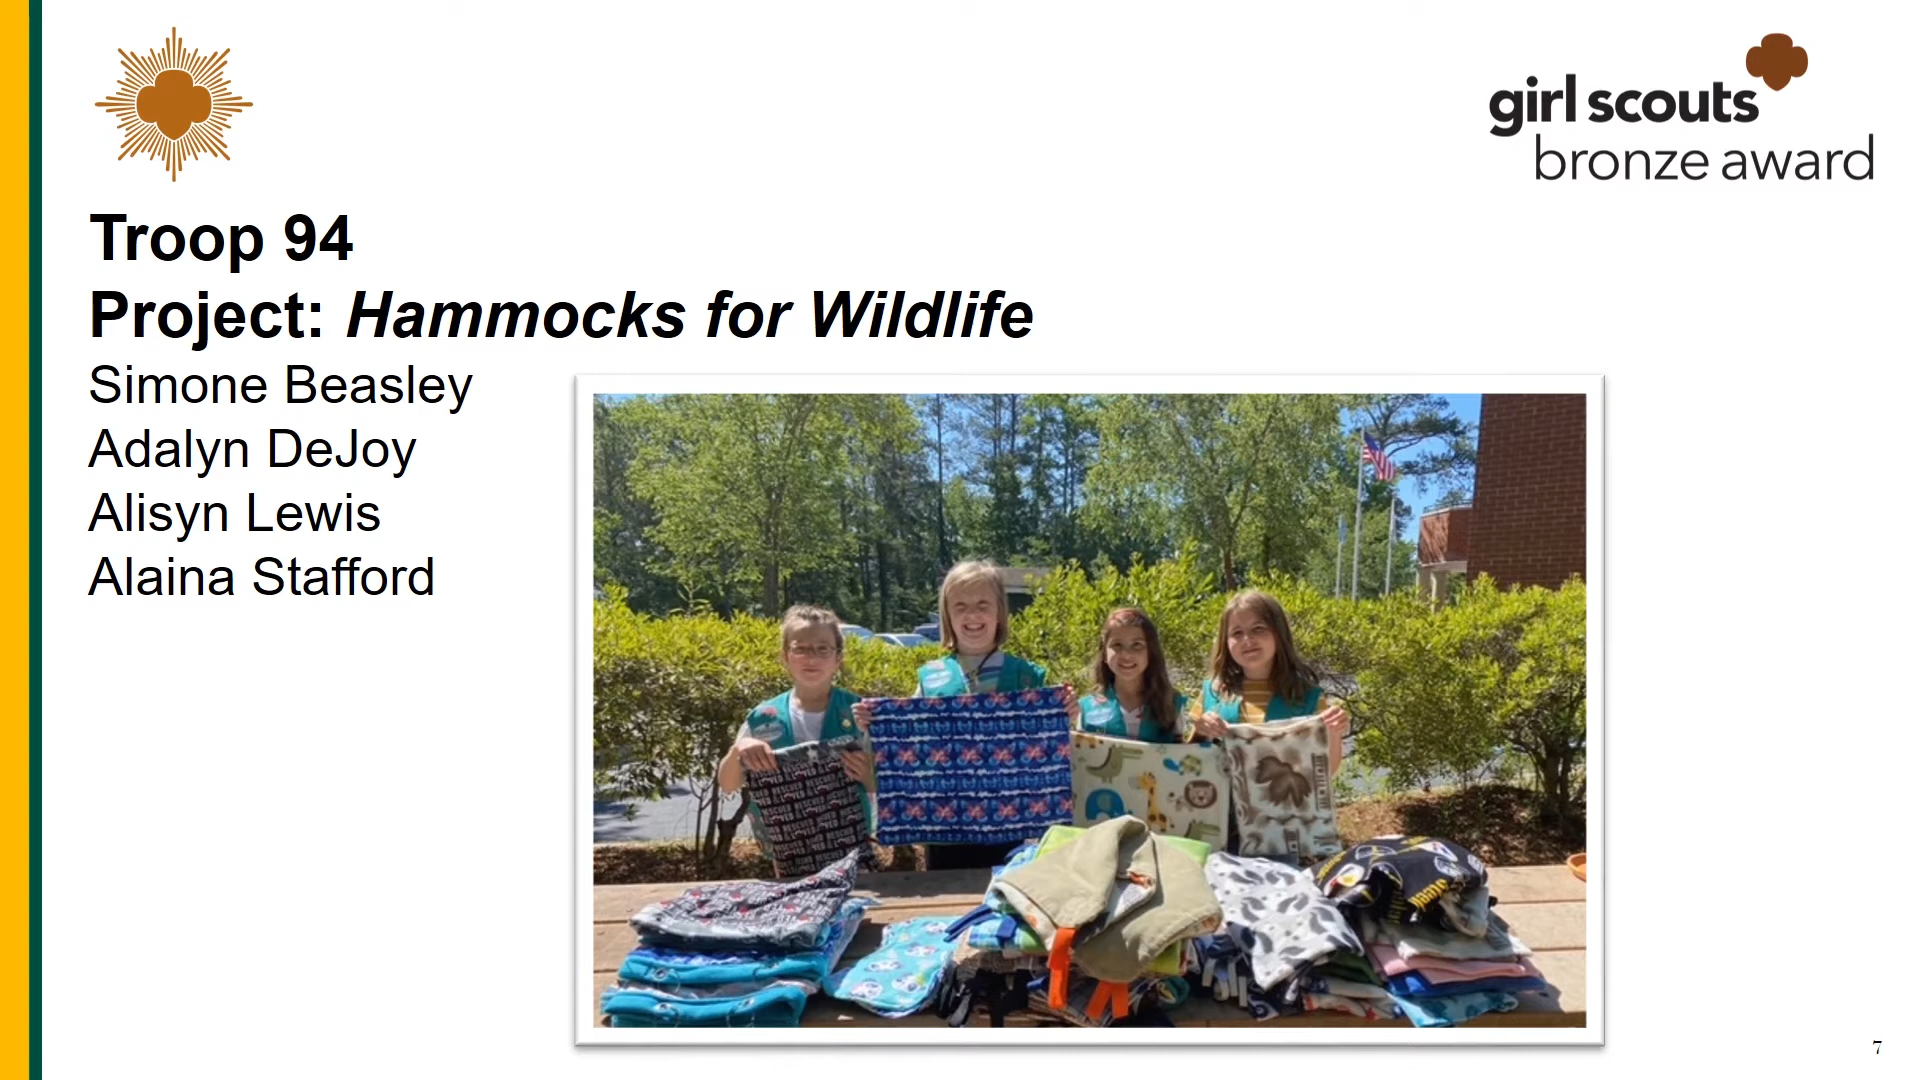 girl scouts
bronze award
Troop 94
Project: Hammocks for Wildlife
Simone Beasley
Adalyn DeJoy
Alisyn Lewis
Alaina Stafford
7